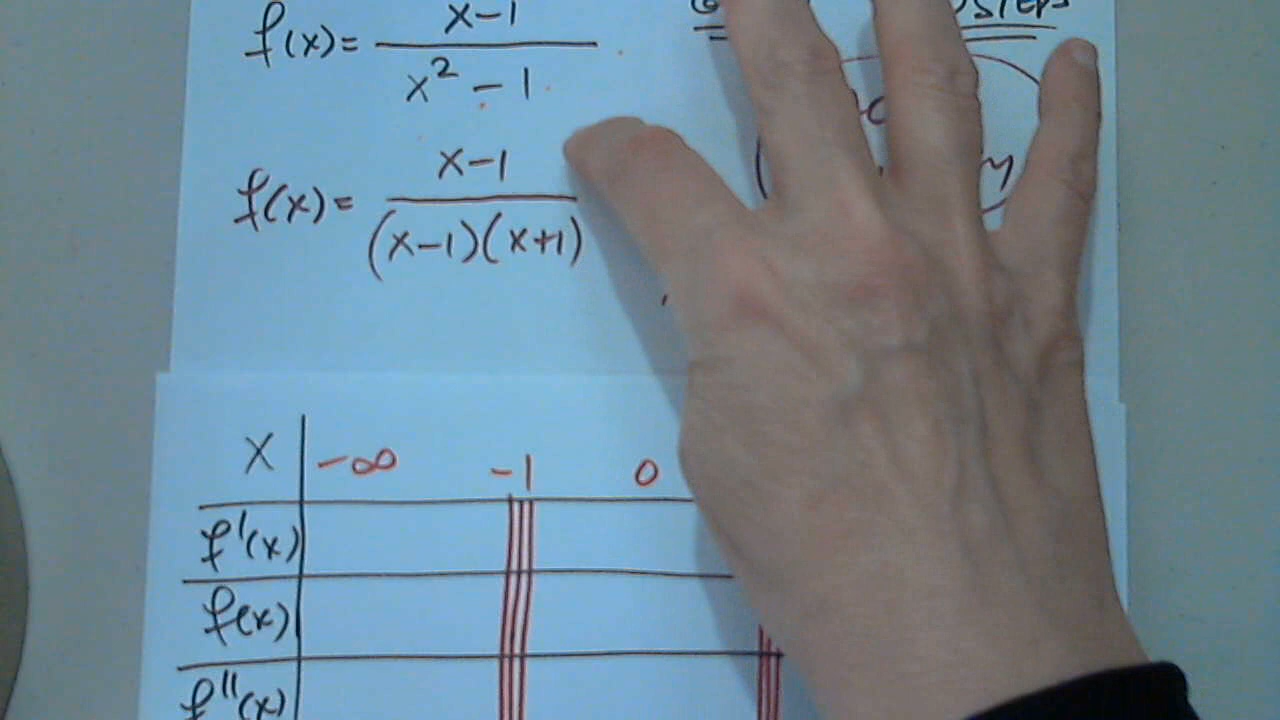 f(x) = x-1 / x² - 1
f(x) = x-1 / (x-1)(x+1)
x -∞ -1 0
f'(x)
f(x)
f''(x)